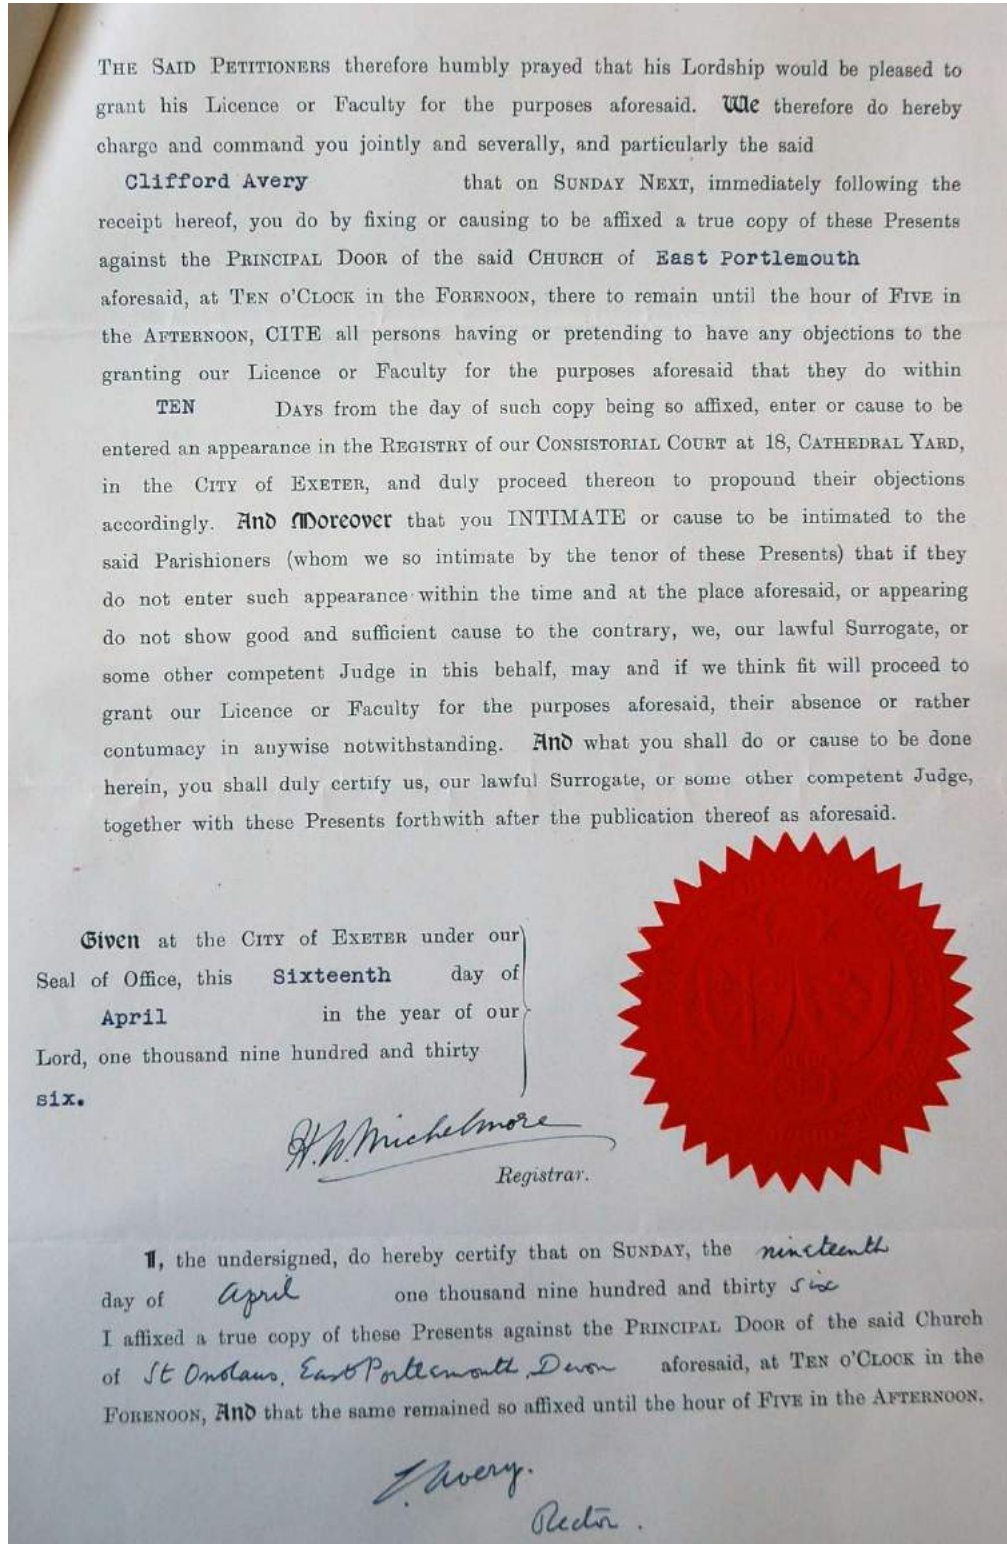 THE SAID PETITIONERS therefore humbly prayed that his Lordship would be pleased to
grant his Licence or Faculty for the purposes aforesaid. We therefore do hereby
charge and command you jointly and severally, and particularly the said
Clifford Avery that on SUNDAY NEXT, immediately following the
receipt hereof, you do by fixing or causing to be affixed a true copy of these Presents
against the PRINCIPAL DOOR of the said CHURCH of East Portlemouth
aforesaid, at TEN O'CLOCK in the FORENOON, there to remain until the hour of FIVE in
the AFTERNOON, CITE all persons having or pretending to have any objections to the
granting our Licence or Faculty for the purposes aforesaid that they do within
TEN DAYS from the day of such copy being so affixed, enter or cause to be
entered an appearance in the REGISTRY of our CONSISTORIAL COURT at 18, CATHEDRAL YARD,
in the CITY of EXETER, and duly proceed thereon to propound their objections
accordingly. And Moreover that you INTIMATE or cause to be intimated to the
said Parishioners (whom we so intimate by the tenor of these Presents) that if they
do not enter such appearance within the time and at the place aforesaid, or appearing
do not show good and sufficient cause to the contrary, we, our lawful Surrogate, or
some other competent Judge in this behalf, may and if we think fit will proceed to
grant our Licence or Faculty for the purposes aforesaid, their absence or rather
contumacy in anywise notwithstanding. And what you shall do or cause to be done
herein, you shall duly certify us, our lawful Surrogate, or some other competent Judge,
together with these Presents forthwith after the publication thereof as aforesaid.
Given at the CITY of EXETER under our
Seal of Office, this Sixteenth day of
April in the year of our
Lord, one thousand nine hundred and thirty
six.
H. W. Michelmore
Registrar.
I, the undersigned, do hereby certify that on SUNDAY, the nineteenth
day of April one thousand nine hundred and thirty six
I affixed a true copy of these Presents against the PRINCIPAL DOOR of the said Church
of St Onolaus, East Portlemouth, Devon aforesaid, at TEN O'CLOCK in the
FORENOON, And that the same remained so affixed until the hour of FIVE in the AFTERNOON.
Avery.
Rector.